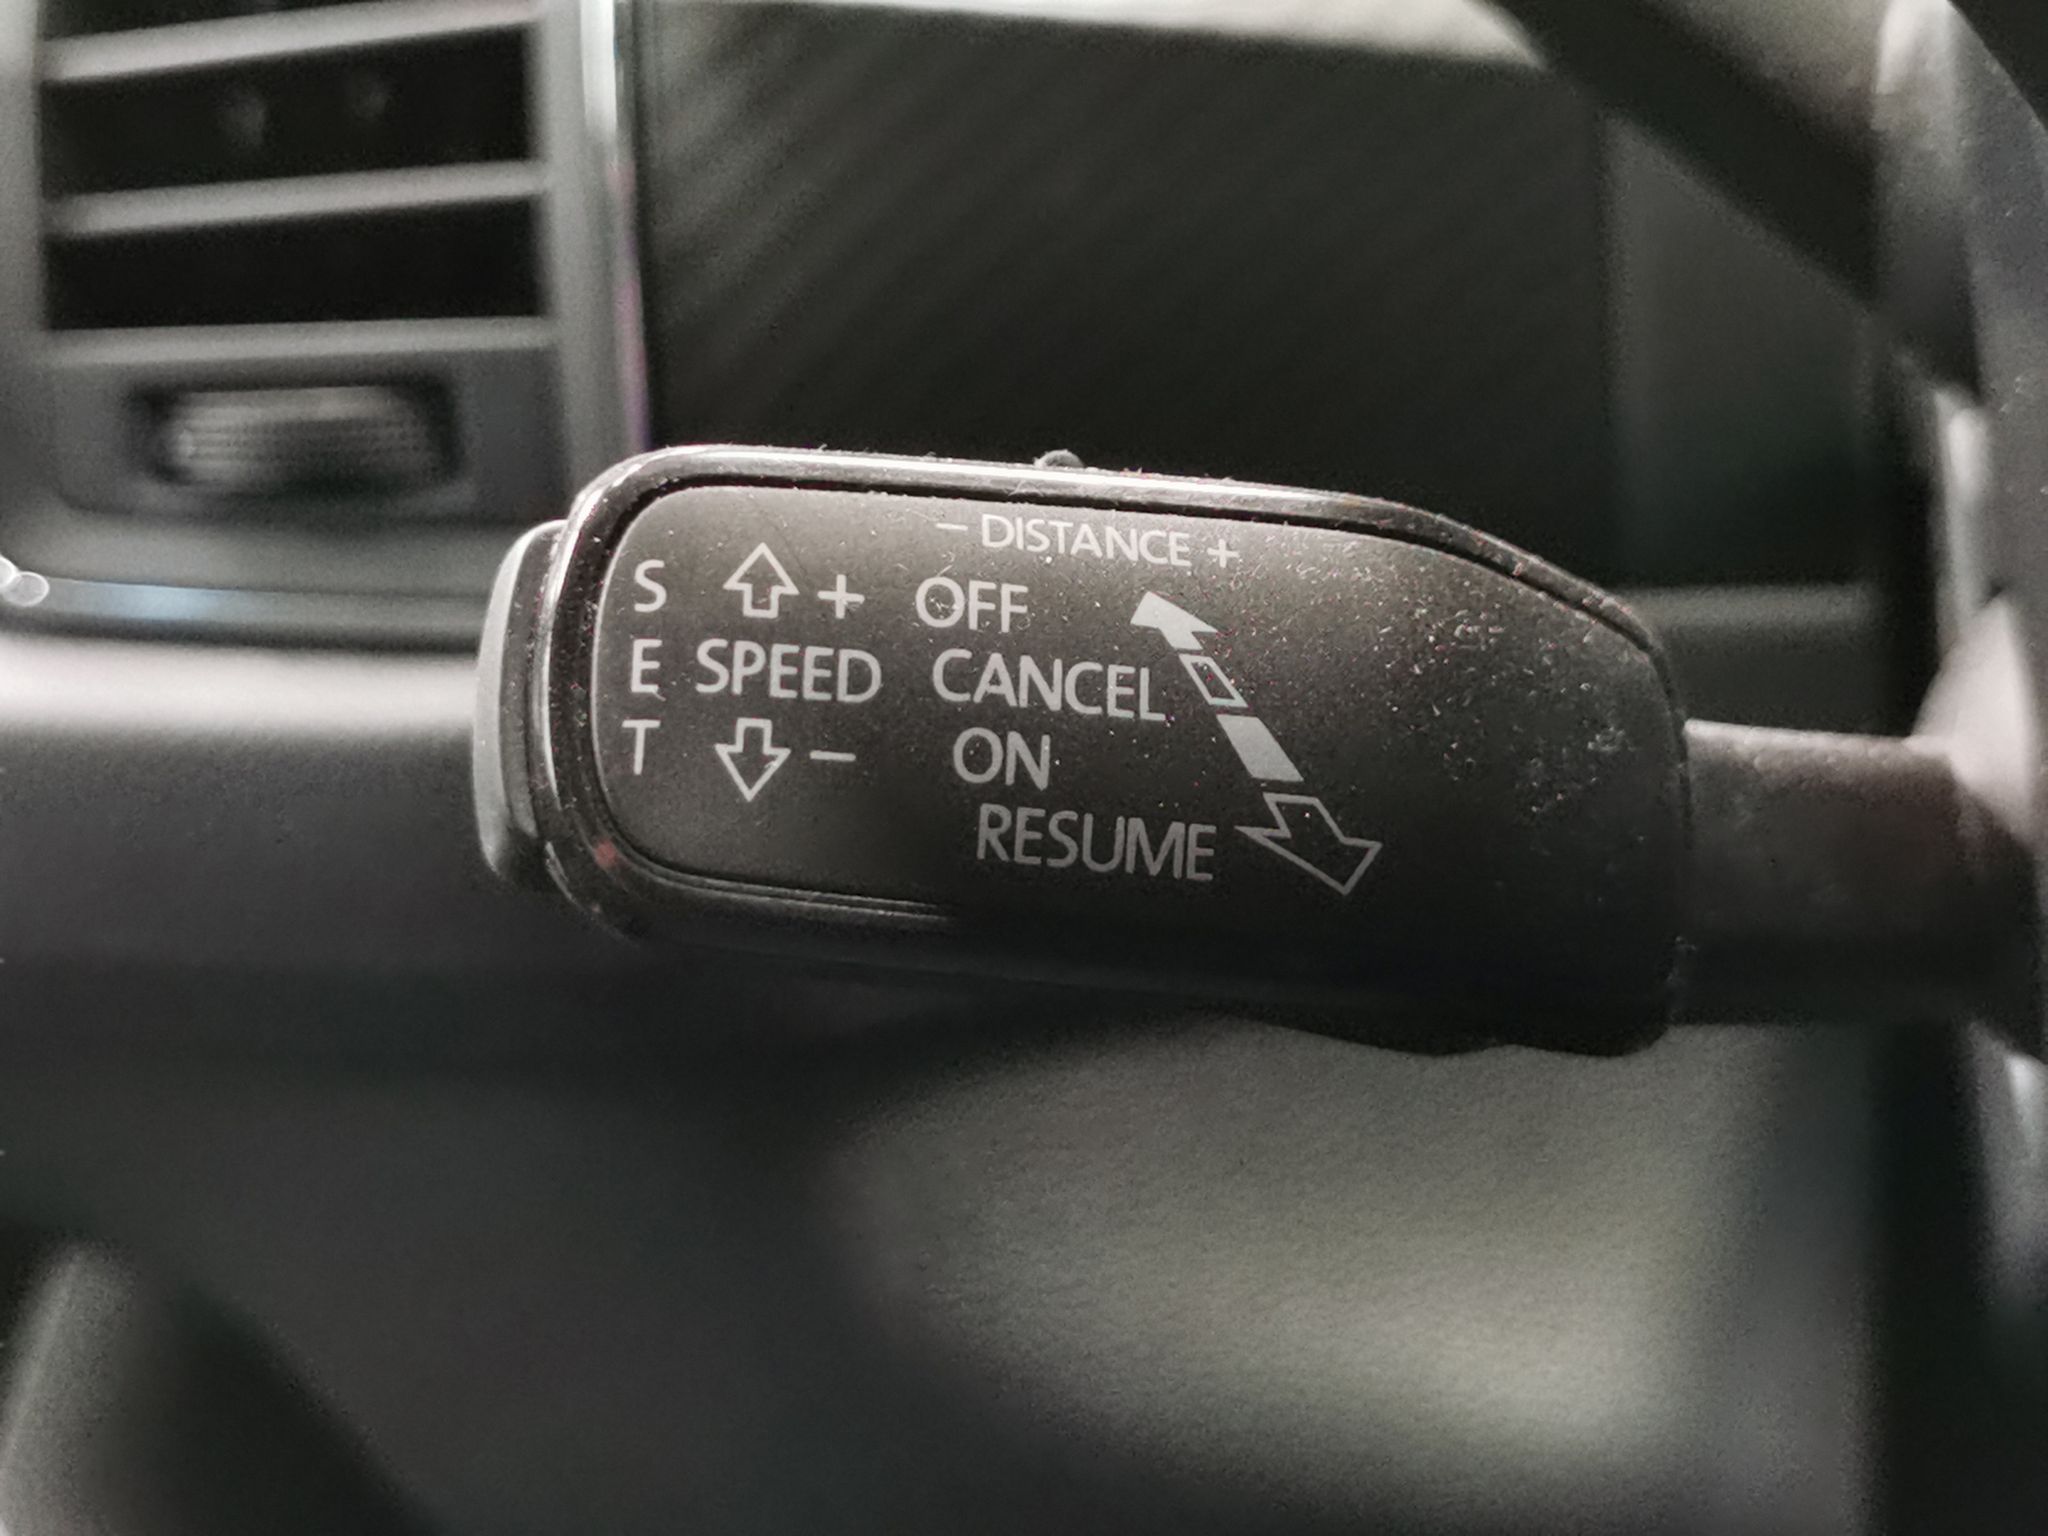 − DISTANCE +
S + OFF
E SPEED CANCEL
T − ON
RESUME